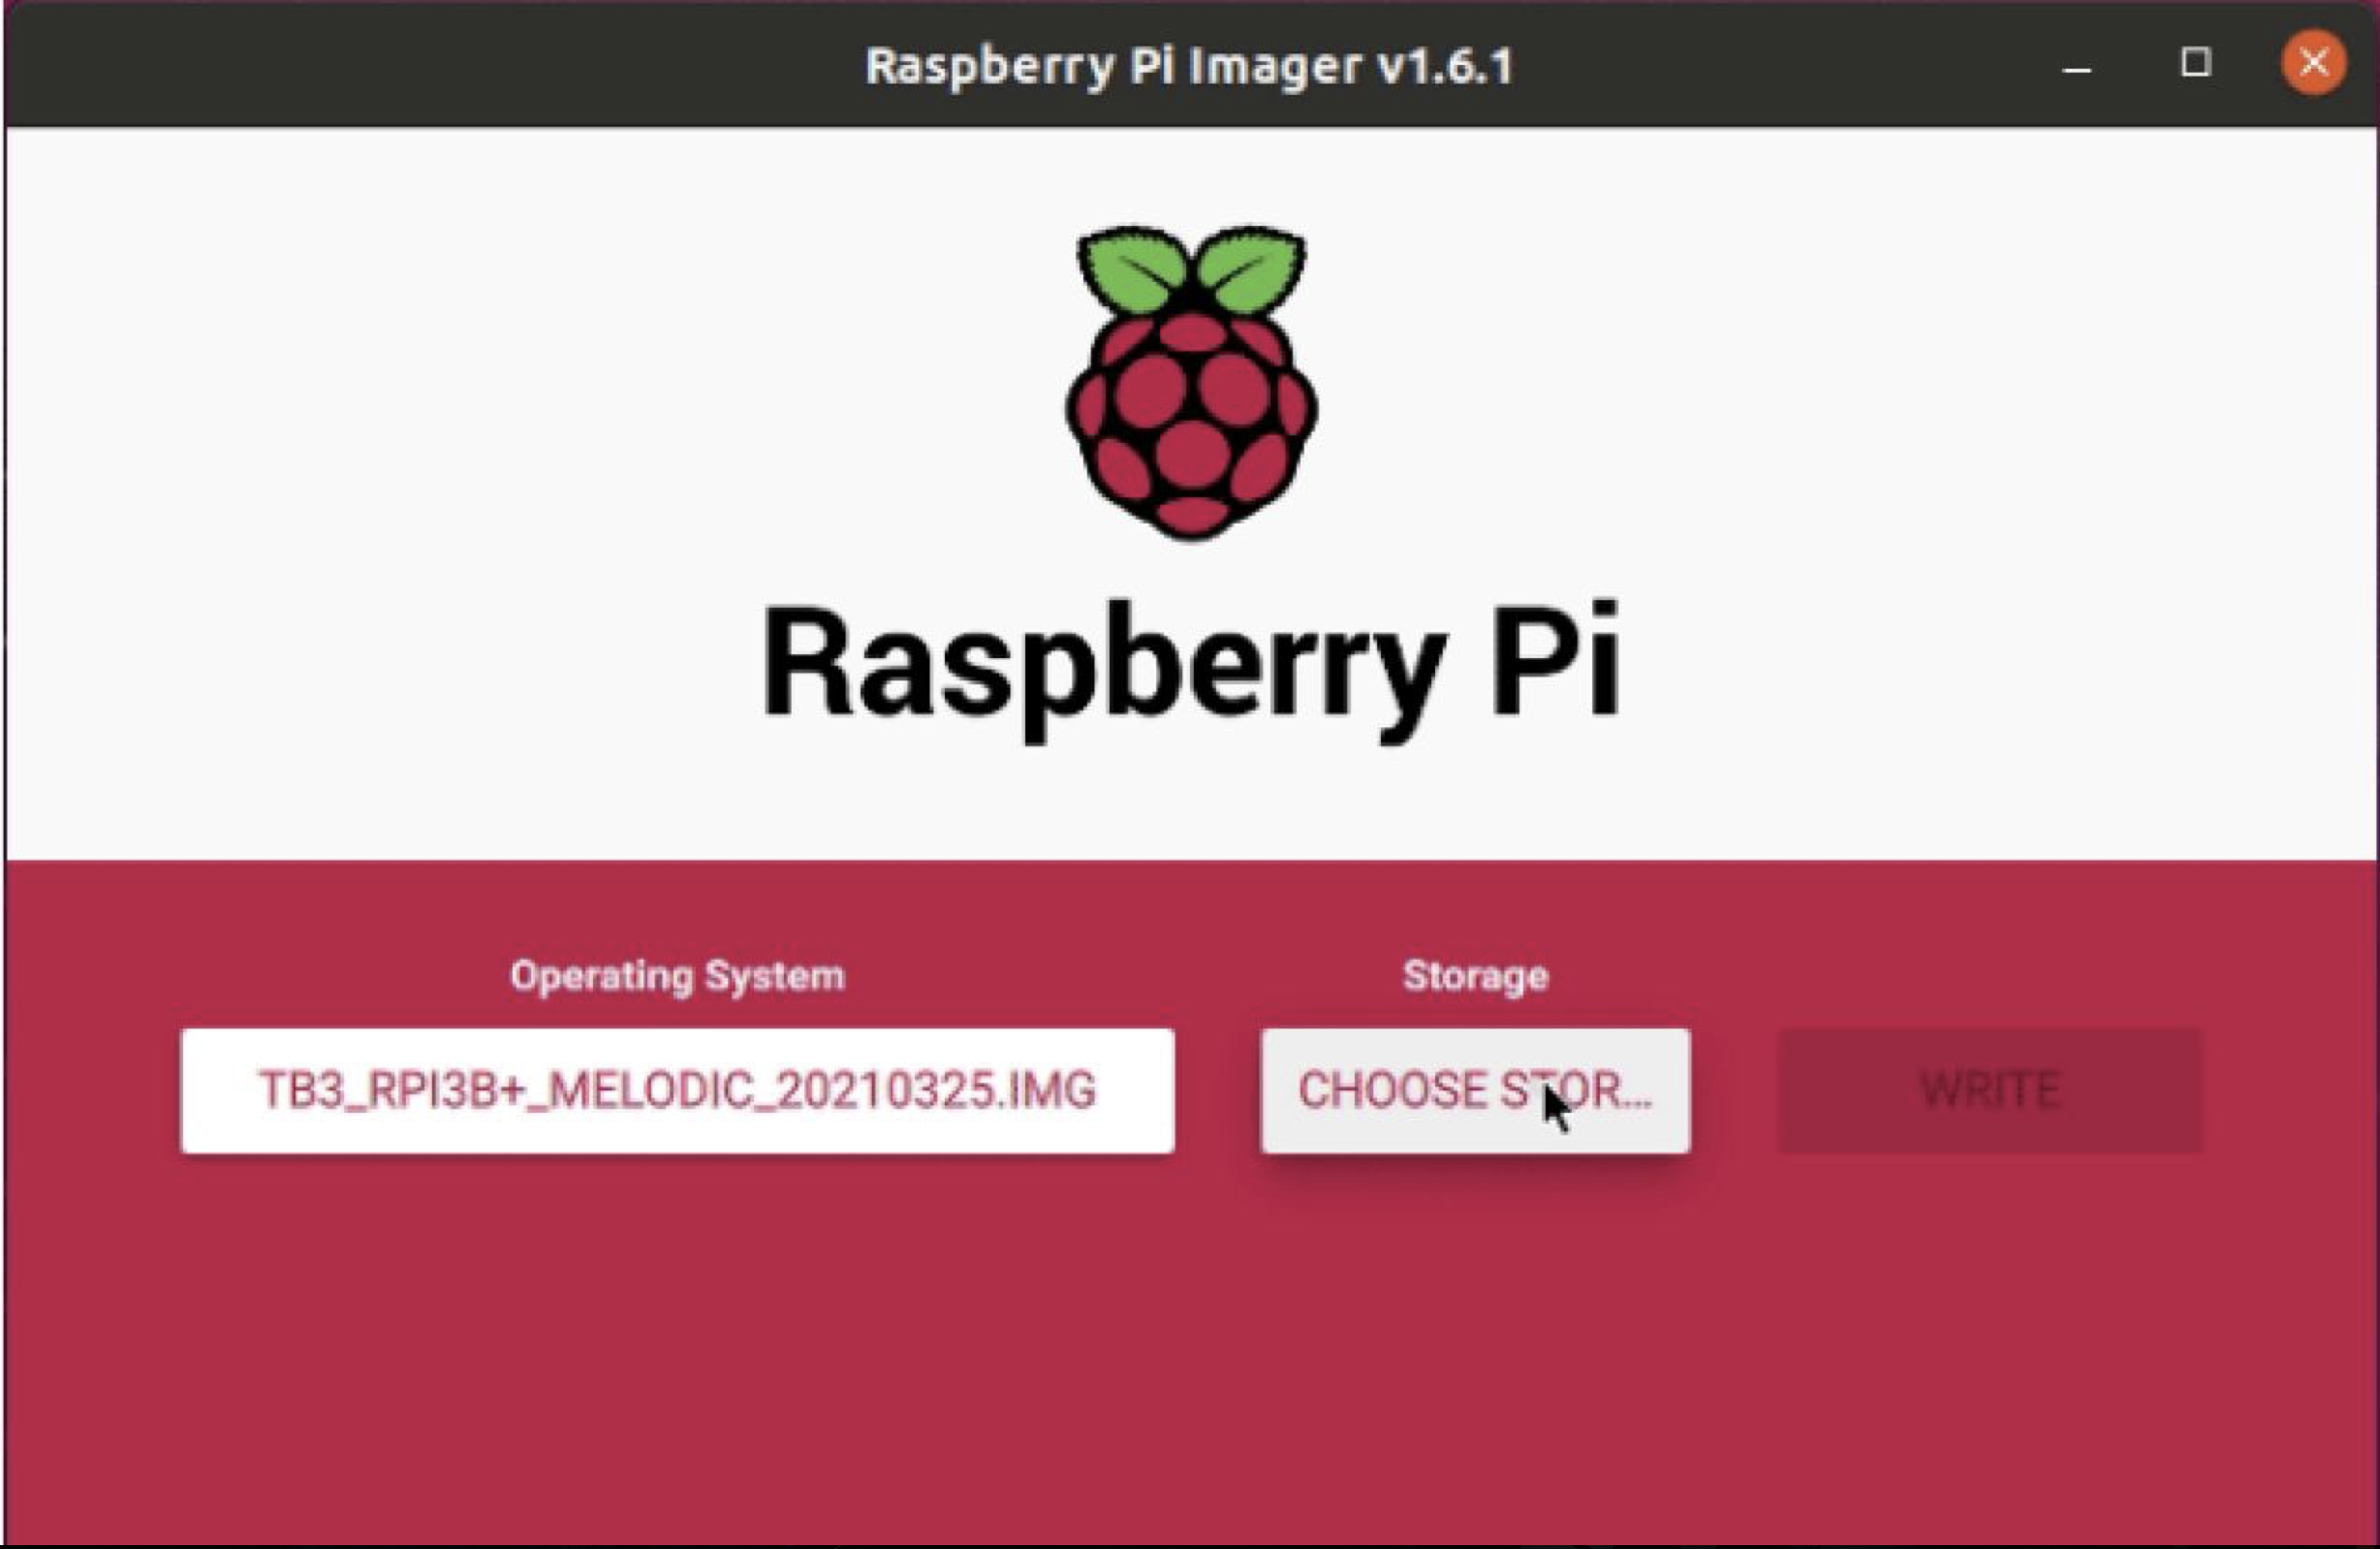 Raspberry Pi Imager v1.6.1
Raspberry Pi
Operating System
Storage
TB3_RPI3B+_MELODIC_20210325.IMG
CHOOSE STOR...
WRITE